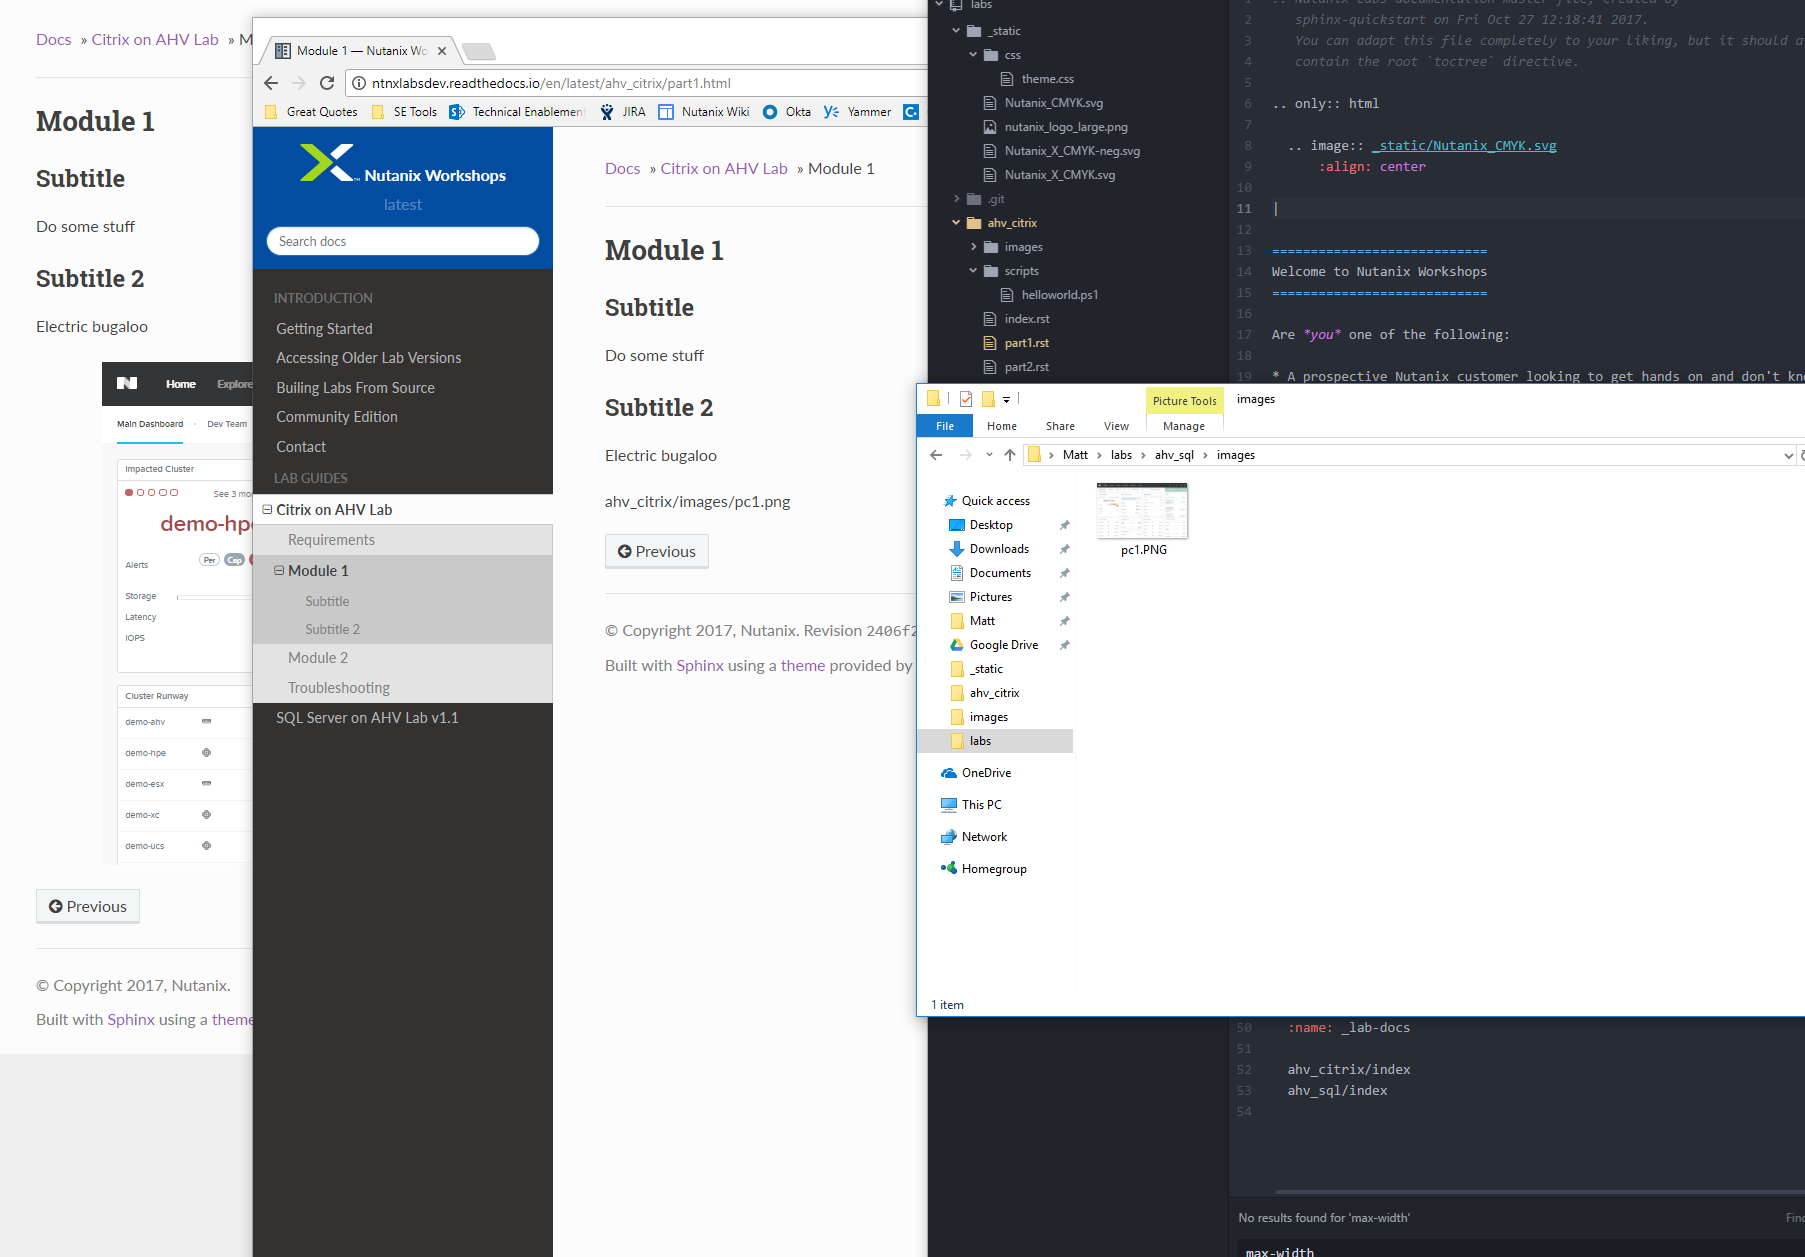 Docs » Citrix on AHV Lab » M
Module 1
Subtitle
Do some stuff
Subtitle 2
Electric bugaloo
Home Explore
Main Dashboard Dev Team
Impacted Cluster
See 3 mo
demo-hpe
Alerts
Per Cap
Storage
Latency
IOPS
Cluster Runway
demo-ahv
demo-hpe
demo-esx
demo-xc
demo-ucs
Previous
© Copyright 2017, Nutanix.
Built with Sphinx using a theme
Module 1 — Nutanix Wo
ntnxlabsdev.readthedocs.io/en/latest/ahv_citrix/part1.html
Great Quotes SE Tools Technical Enablement JIRA Nutanix Wiki Okta Yammer
Nutanix Workshops
latest
Search docs
INTRODUCTION
Getting Started
Accessing Older Lab Versions
Builing Labs From Source
Community Edition
Contact
LAB GUIDES
Citrix on AHV Lab
Requirements
Module 1
Subtitle
Subtitle 2
Module 2
Troubleshooting
SQL Server on AHV Lab v1.1
Docs » Citrix on AHV Lab » Module 1
Module 1
Subtitle
Do some stuff
Subtitle 2
Electric bugaloo
ahv_citrix/images/pc1.png
Previous
© Copyright 2017, Nutanix. Revision 2406f2
Built with Sphinx using a theme provided by
labs
_static
css
theme.css
Nutanix_CMYK.svg
nutanix_logo_large.png
Nutanix_X_CMYK-neg.svg
Nutanix_X_CMYK.svg
.git
ahv_citrix
images
scripts
helloworld.ps1
index.rst
part1.rst
part2.rst
1 .. Nutanix Labs documentation master file, created by
2 sphinx-quickstart on Fri Oct 27 12:18:41 2017.
3 You can adapt this file completely to your liking, but it should a
4 contain the root `toctree` directive.
5
6 .. only:: html
7
8 .. image:: _static/Nutanix_CMYK.svg
9 :align: center
10
11
12
13 ============================
14 Welcome to Nutanix Workshops
15 ============================
16
17 Are *you* one of the following:
18
19 * A prospective Nutanix customer looking to get hands on and don't kno
Picture Tools images
File Home Share View Manage
Matt › labs › ahv_sql › images
Quick access
Desktop
Downloads
Documents
Pictures
Matt
Google Drive
_static
ahv_citrix
images
labs
OneDrive
This PC
Network
Homegroup
pc1.PNG
1 item
50 :name: _lab-docs
51
52 ahv_citrix/index
53 ahv_sql/index
54
No results found for 'max-width' Find
max-width